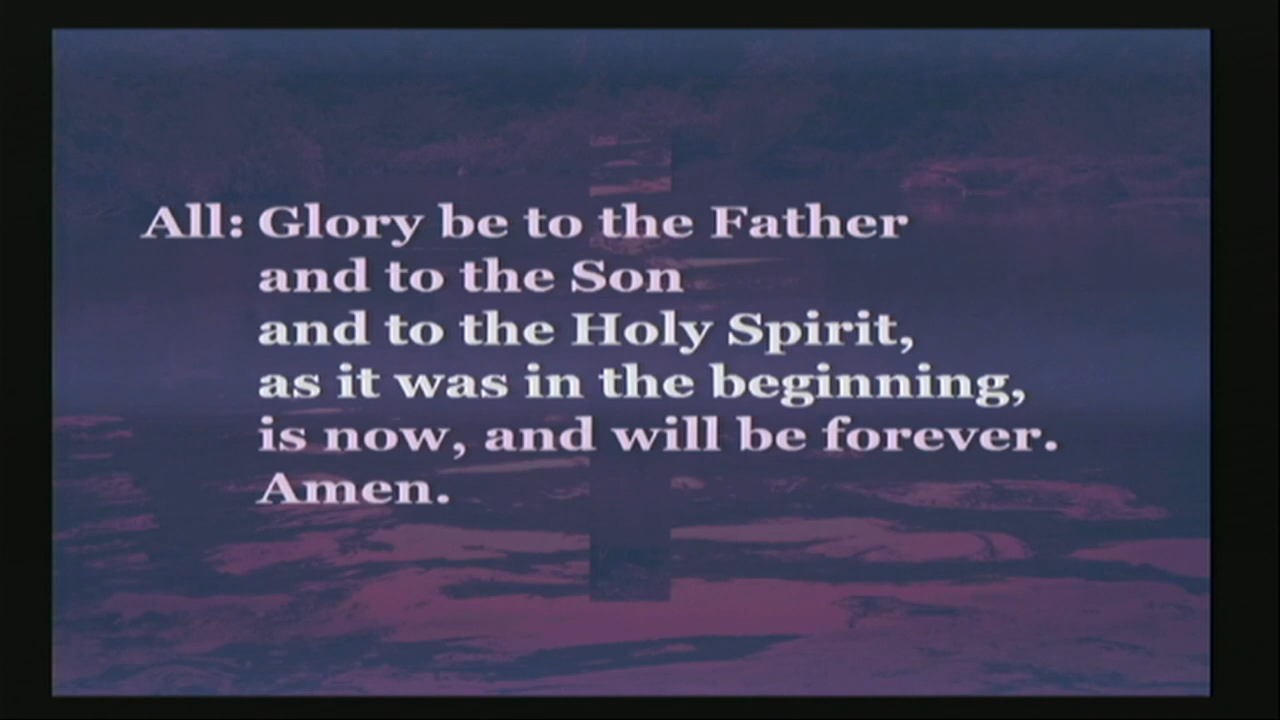 All: Glory be to the Father
and to the Son
and to the Holy Spirit,
as it was in the beginning,
is now, and will be forever.
Amen.